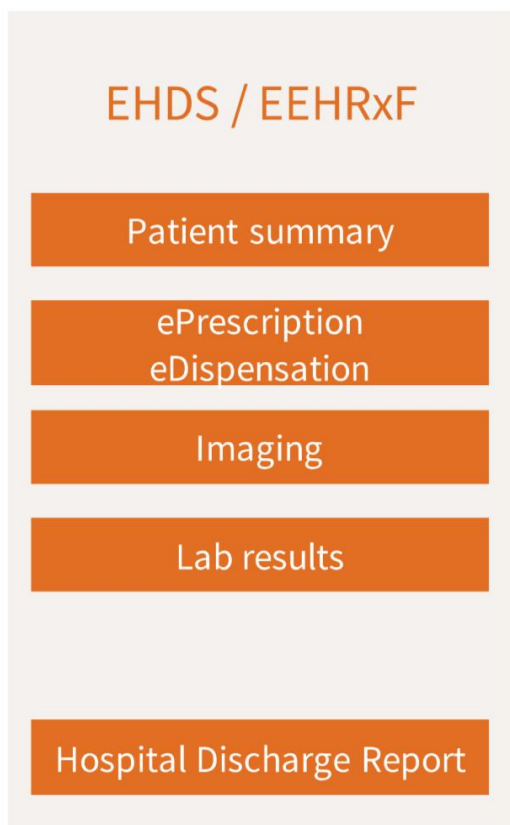 EHDS / EEHRxF
Patient summary
ePrescription
eDispensation
Imaging
Lab results
Hospital Discharge Report